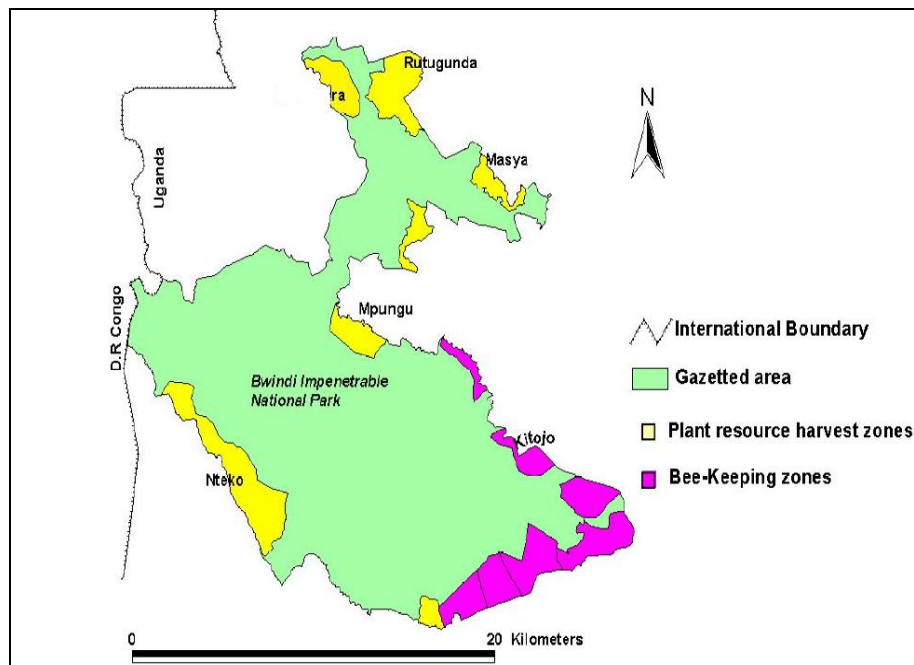 Rutugunda
ra
N
Masya
Uganda
Mpungu
D.R Congo
International Boundary
Gazetted area
Bwindi Impenetrable
National Park
Plant resource harvest zones
Kitojo
Nteko
Bee-Keeping zones
0 20 Kilometers